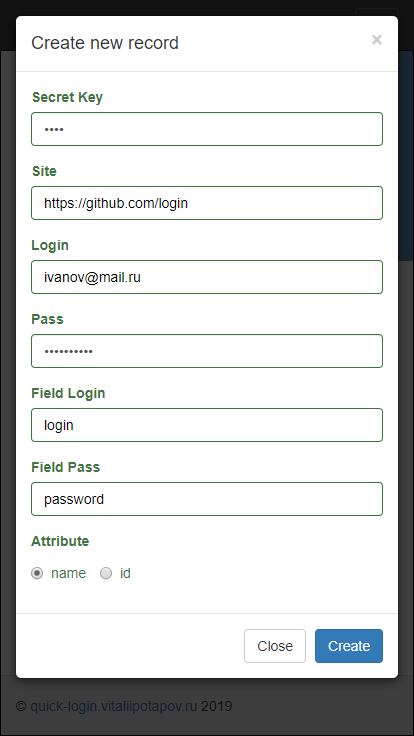 Create new record ×
Secret Key
••••
Site
https://github.com/login
Login
ivanov@mail.ru
Pass
••••••••••
Field Login
login
Field Pass
password
Attribute
name id
Close Create
© quick-login.vitaliipotapov.ru 2019